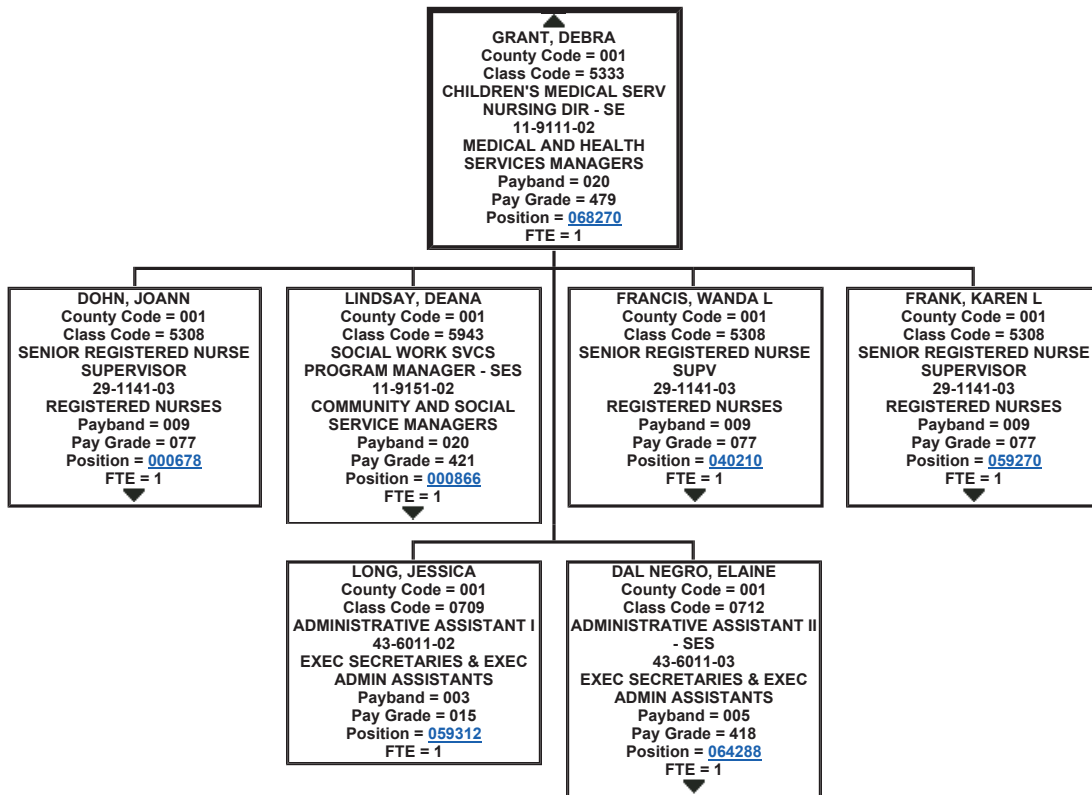 GRANT, DEBRA
County Code = 001
Class Code = 5333
CHILDREN'S MEDICAL SERV
NURSING DIR - SE
11-9111-02
MEDICAL AND HEALTH
SERVICES MANAGERS
Payband = 020
Pay Grade = 479
Position = 068270
FTE = 1
DOHN, JOANN
County Code = 001
Class Code = 5308
SENIOR REGISTERED NURSE
SUPERVISOR
29-1141-03
REGISTERED NURSES
Payband = 009
Pay Grade = 077
Position = 000678
FTE = 1
LINDSAY, DEANA
County Code = 001
Class Code = 5943
SOCIAL WORK SVCS
PROGRAM MANAGER - SES
11-9151-02
COMMUNITY AND SOCIAL
SERVICE MANAGERS
Payband = 020
Pay Grade = 421
Position = 000866
FTE = 1
FRANCIS, WANDA L
County Code = 001
Class Code = 5308
SENIOR REGISTERED NURSE
SUPV
29-1141-03
REGISTERED NURSES
Payband = 009
Pay Grade = 077
Position = 040210
FTE = 1
FRANK, KAREN L
County Code = 001
Class Code = 5308
SENIOR REGISTERED NURSE
SUPERVISOR
29-1141-03
REGISTERED NURSES
Payband = 009
Pay Grade = 077
Position = 059270
FTE = 1
LONG, JESSICA
County Code = 001
Class Code = 0709
ADMINISTRATIVE ASSISTANT I
43-6011-02
EXEC SECRETARIES & EXEC
ADMIN ASSISTANTS
Payband = 003
Pay Grade = 015
Position = 059312
FTE = 1
DAL NEGRO, ELAINE
County Code = 001
Class Code = 0712
ADMINISTRATIVE ASSISTANT II
- SES
43-6011-03
EXEC SECRETARIES & EXEC
ADMIN ASSISTANTS
Payband = 005
Pay Grade = 418
Position = 064288
FTE = 1